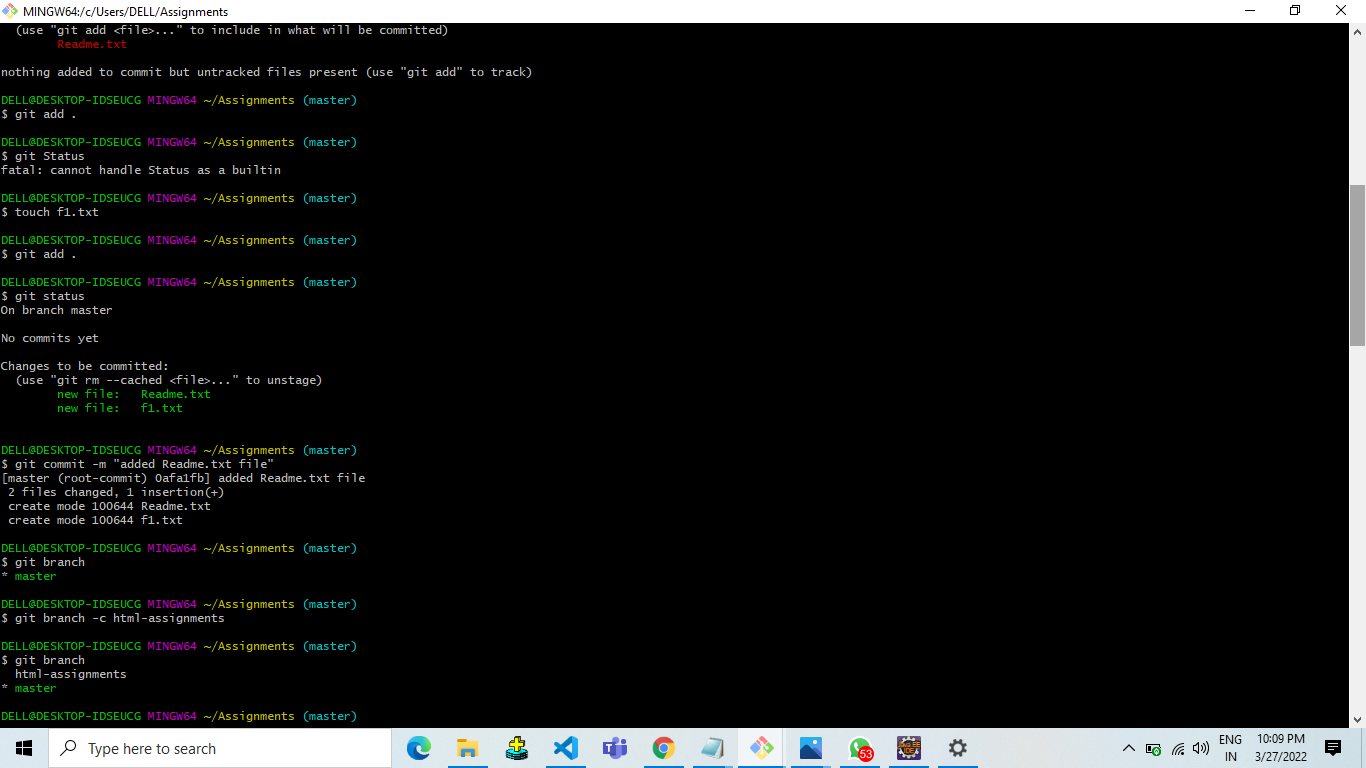 MINGW64:/c/Users/DELL/Assignments
(use "git add <file>..." to include in what will be committed)
Readme.txt
nothing added to commit but untracked files present (use "git add" to track)
DELL@DESKTOP-IDSEUCG MINGW64 ~/Assignments (master)
$ git add .
DELL@DESKTOP-IDSEUCG MINGW64 ~/Assignments (master)
$ git Status
fatal: cannot handle Status as a builtin
DELL@DESKTOP-IDSEUCG MINGW64 ~/Assignments (master)
$ touch f1.txt
DELL@DESKTOP-IDSEUCG MINGW64 ~/Assignments (master)
$ git add .
DELL@DESKTOP-IDSEUCG MINGW64 ~/Assignments (master)
$ git status
On branch master
No commits yet
Changes to be committed:
(use "git rm --cached <file>..." to unstage)
new file:   Readme.txt
new file:   f1.txt
DELL@DESKTOP-IDSEUCG MINGW64 ~/Assignments (master)
$ git commit -m "added Readme.txt file"
[master (root-commit) 0afa1fb] added Readme.txt file
2 files changed, 1 insertion(+)
create mode 100644 Readme.txt
create mode 100644 f1.txt
DELL@DESKTOP-IDSEUCG MINGW64 ~/Assignments (master)
$ git branch
* master
DELL@DESKTOP-IDSEUCG MINGW64 ~/Assignments (master)
$ git branch -c html-assignments
DELL@DESKTOP-IDSEUCG MINGW64 ~/Assignments (master)
$ git branch
html-assignments
* master
DELL@DESKTOP-IDSEUCG MINGW64 ~/Assignments (master)
Type here to search
53
ENG
IN
10:09 PM
3/27/2022